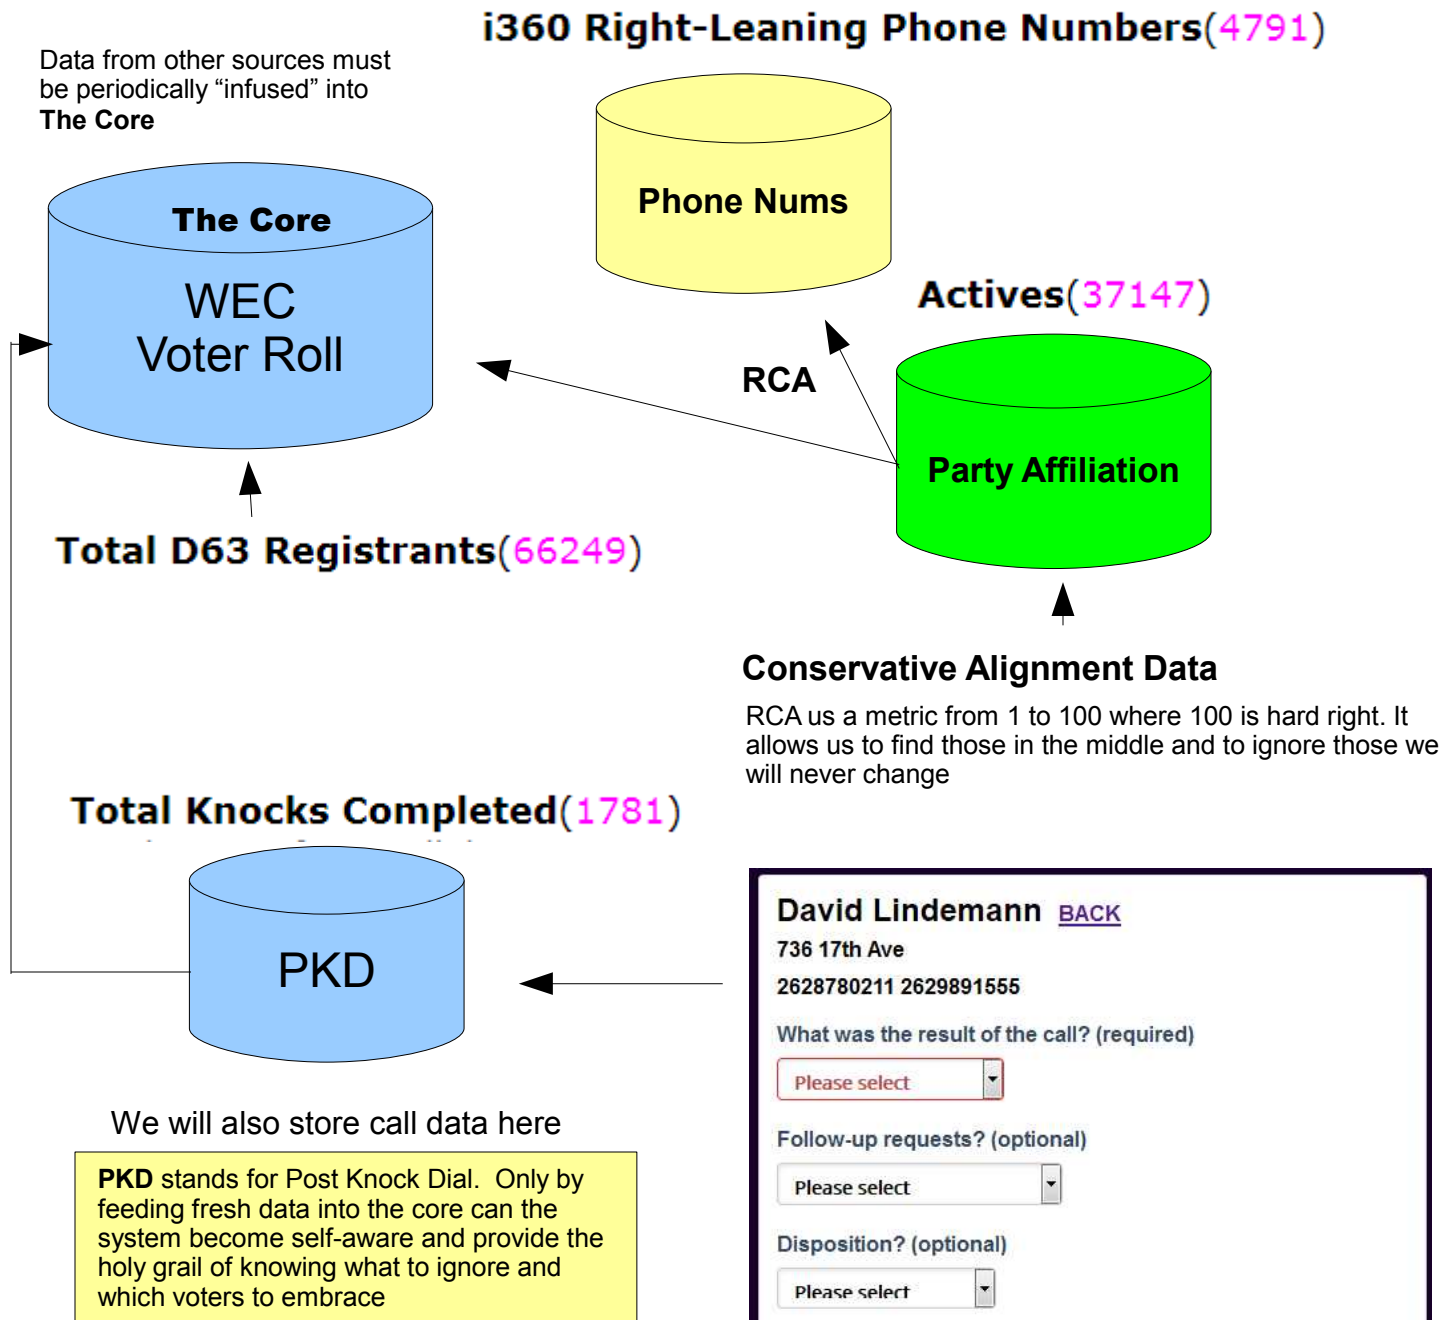 i360 Right-Leaning Phone Numbers(4791)
Data from other sources must
be periodically “infused” into
The Core
The Core
WEC
Voter Roll
Phone Nums
Actives(37147)
RCA
Party Affiliation
Total D63 Registrants(66249)
Conservative Alignment Data
RCA us a metric from 1 to 100 where 100 is hard right. It
allows us to find those in the middle and to ignore those we
will never change
Total Knocks Completed(1781)
PKD
We will also store call data here
PKD stands for Post Knock Dial. Only by
feeding fresh data into the core can the
system become self-aware and provide the
holy grail of knowing what to ignore and
which voters to embrace
David Lindemann BACK
736 17th Ave
2628780211 2629891555
What was the result of the call? (required)
Please select
Follow-up requests? (optional)
Please select
Disposition? (optional)
Please select